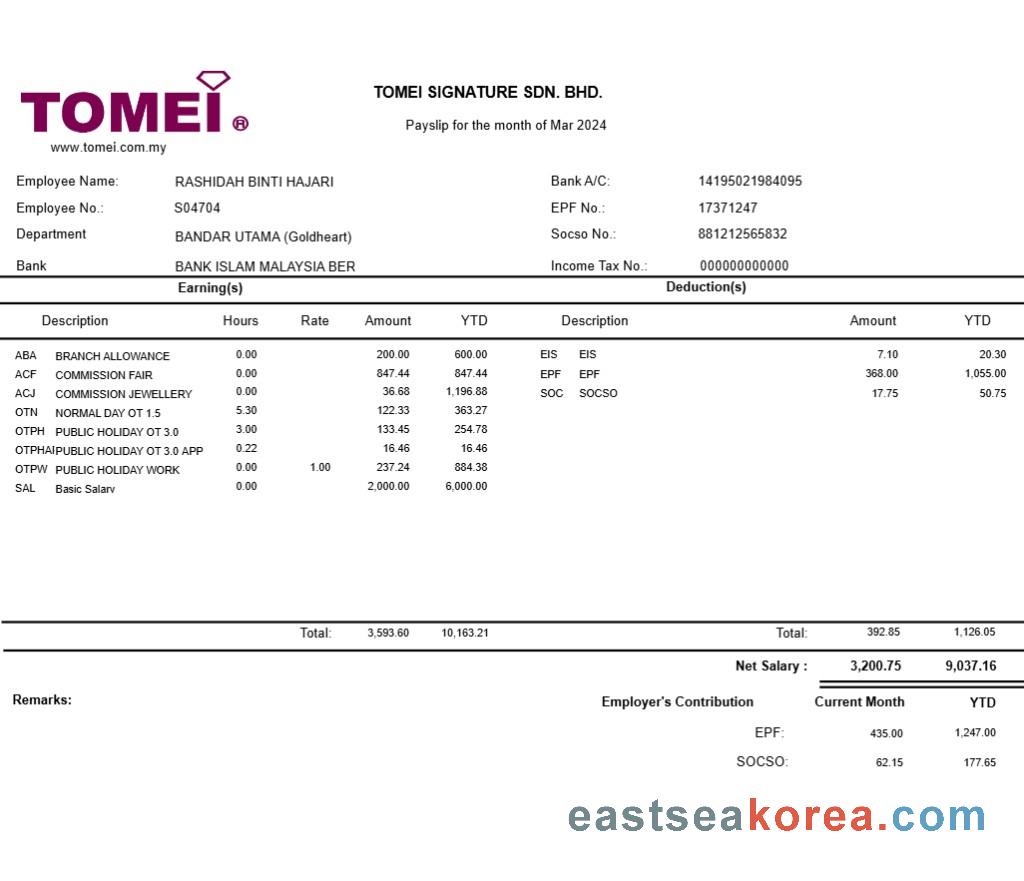 TOMEI ®
www.tomei.com.my
TOMEI SIGNATURE SDN. BHD.
Payslip for the month of Mar 2024
Employee Name: RASHIDAH BINTI HAJARI Bank A/C: 14195021984095
Employee No.: S04704 EPF No.: 17371247
Department BANDAR UTAMA (Goldheart) Socso No.: 881212565832
Bank BANK ISLAM MALAYSIA BER Income Tax No.: 000000000000
Earning(s) Deduction(s)
Description Hours Rate Amount YTD Description Amount YTD
ABA BRANCH ALLOWANCE 0.00 200.00 600.00 EIS EIS 7.10 20.30
ACF COMMISSION FAIR 0.00 847.44 847.44 EPF EPF 368.00 1,055.00
ACJ COMMISSION JEWELLERY 0.00 36.68 1,196.88 SOC SOCSO 17.75 50.75
OTN NORMAL DAY OT 1.5 5.30 122.33 363.27
OTPH PUBLIC HOLIDAY OT 3.0 3.00 133.45 254.78
OTPHAIPUBLIC HOLIDAY OT 3.0 APP 0.22 16.46 16.46
OTPW PUBLIC HOLIDAY WORK 0.00 1.00 237.24 884.38
SAL Basic Salary 0.00 2,000.00 6,000.00
Total: 3,593.60 10,163.21 Total: 392.85 1,126.05
Net Salary : 3,200.75 9,037.16
Remarks: Employer's Contribution Current Month YTD
EPF: 435.00 1,247.00
SOCSO: 62.15 177.65
eastseakorea.com